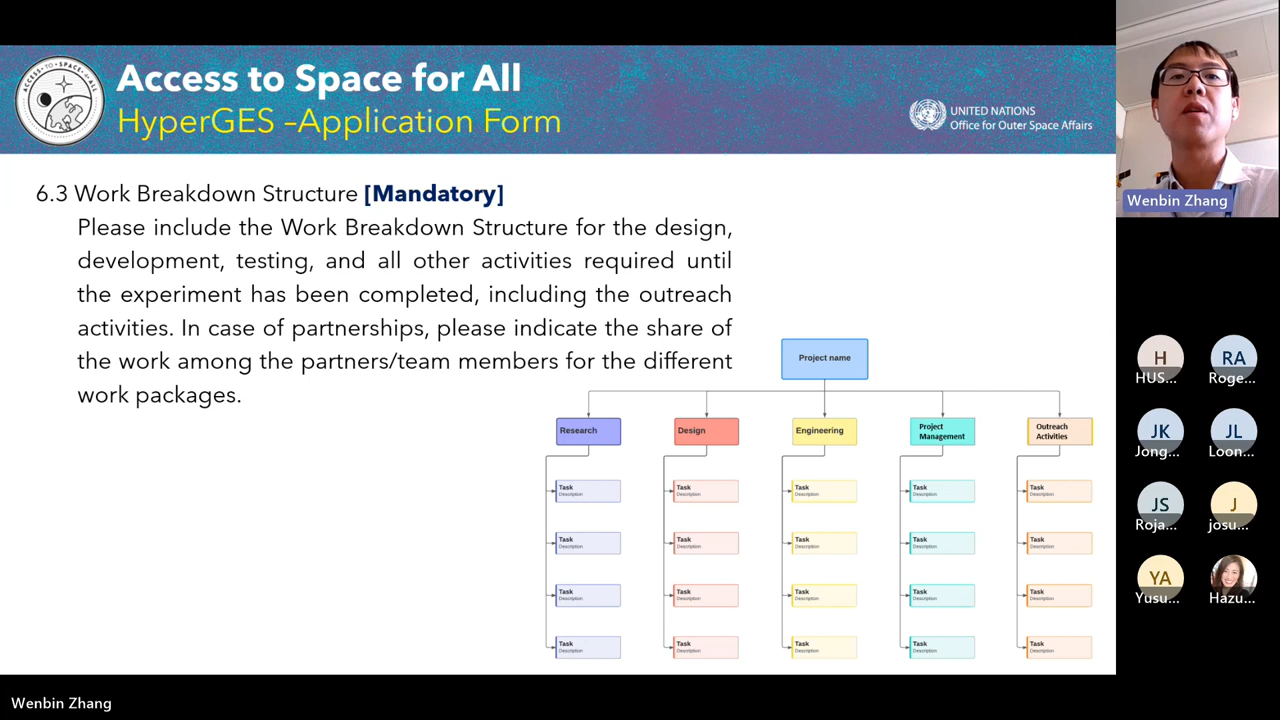 ACCESS TO SPACE 4 ALL
Access to Space for All
HyperGES –Application Form
UNITED NATIONS
Office for Outer Space Affairs
Wenbin Zhang
6.3 Work Breakdown Structure [Mandatory]
Please include the Work Breakdown Structure for the design,
development, testing, and all other activities required until
the experiment has been completed, including the outreach
activities. In case of partnerships, please indicate the share of
the work among the partners/team members for the different
work packages.
Project name
Research
Design
Engineering
Project
Management
Outreach
Activities
Task
Description
Task
Description
Task
Description
Task
Description
Task
Description
Task
Description
Task
Description
Task
Description
Task
Description
Task
Description
Task
Description
Task
Description
Task
Description
Task
Description
Task
Description
Task
Description
Task
Description
Task
Description
Task
Description
Task
Description
H
HUS...
RA
Roge...
JK
Jong...
JL
Loon...
JS
Roja...
J
josu...
YA
Yusu...
Hazu...
Wenbin Zhang